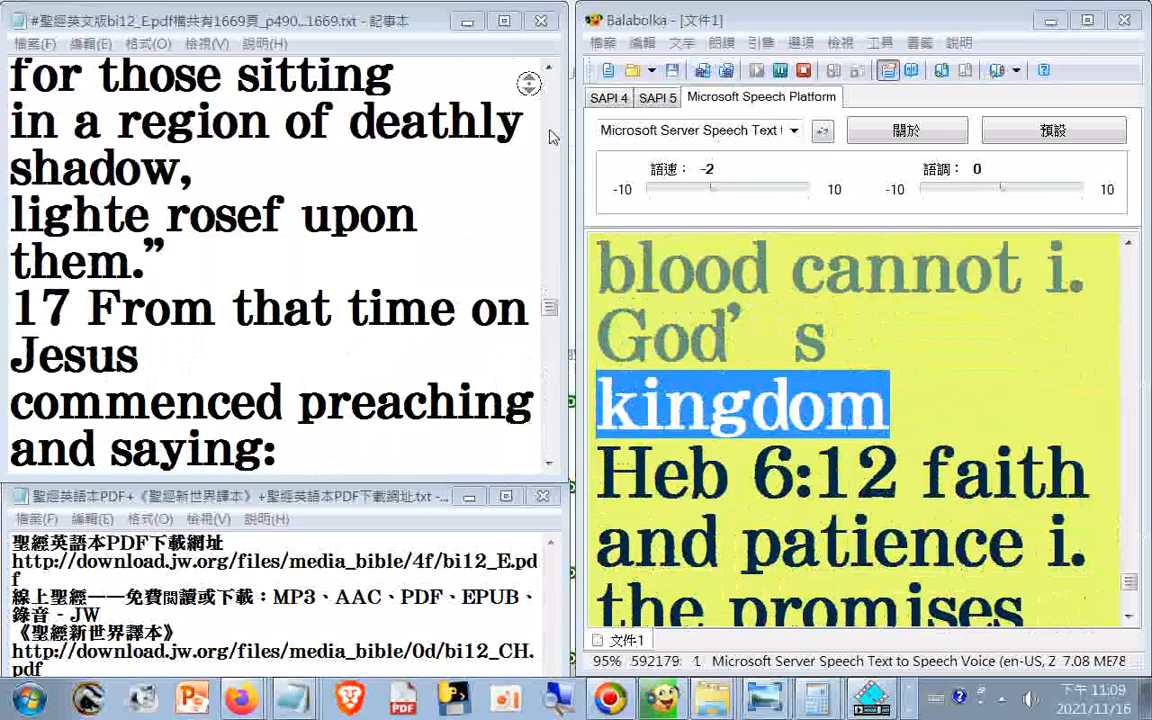 #聖經英文版bi12_E.pdf檔共有1669頁_p490...1669.txt - 記事本
檔案(F) 編輯(E) 格式(O) 檢視(V) 說明(H)
for those sitting
in a region of deathly
shadow,
lighte rosef upon
them.”
17 From that time on
Jesus
commenced preaching
and saying:
聖經英語本PDF+《聖經新世界譯本》+聖經英語本PDF下載網址.txt -...
檔案(F) 編輯(E) 格式(O) 檢視(V) 說明(H)
聖經英語本PDF下載網址
http://download.jw.org/files/media_bible/4f/bi12_E.pd
f
線上聖經——免費閱讀或下載：MP3、AAC、PDF、EPUB、
錄音 - JW
《聖經新世界譯本》
http://download.jw.org/files/media_bible/0d/bi12_CH.
pdf
Balabolka - [文件1]
檔案 編輯 文字 朗讀 引擎 選項 檢視 工具 書籤 說明
SAPI 4 SAPI 5 Microsoft Speech Platform
Microsoft Server Speech Text 關於 預設
語速： -2 語調： 0
-10 10 -10 10
blood cannot i.
God’s
kingdom
Heb 6:12 faith
and patience i.
the promises
文件1
95% 592179: 1 Microsoft Server Speech Text to Speech Voice (en-US, Z 7.08 ME
下午 11:09
2021/11/16